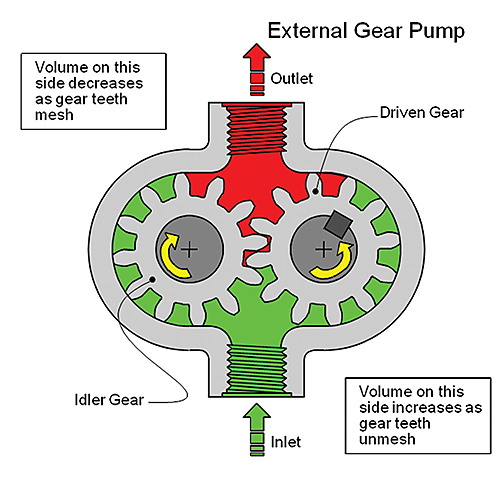 External Gear Pump
Volume on this
side decreases
as gear teeth
mesh
Outlet
Driven Gear
Idler Gear
Inlet
Volume on this
side increases as
gear teeth
unmesh